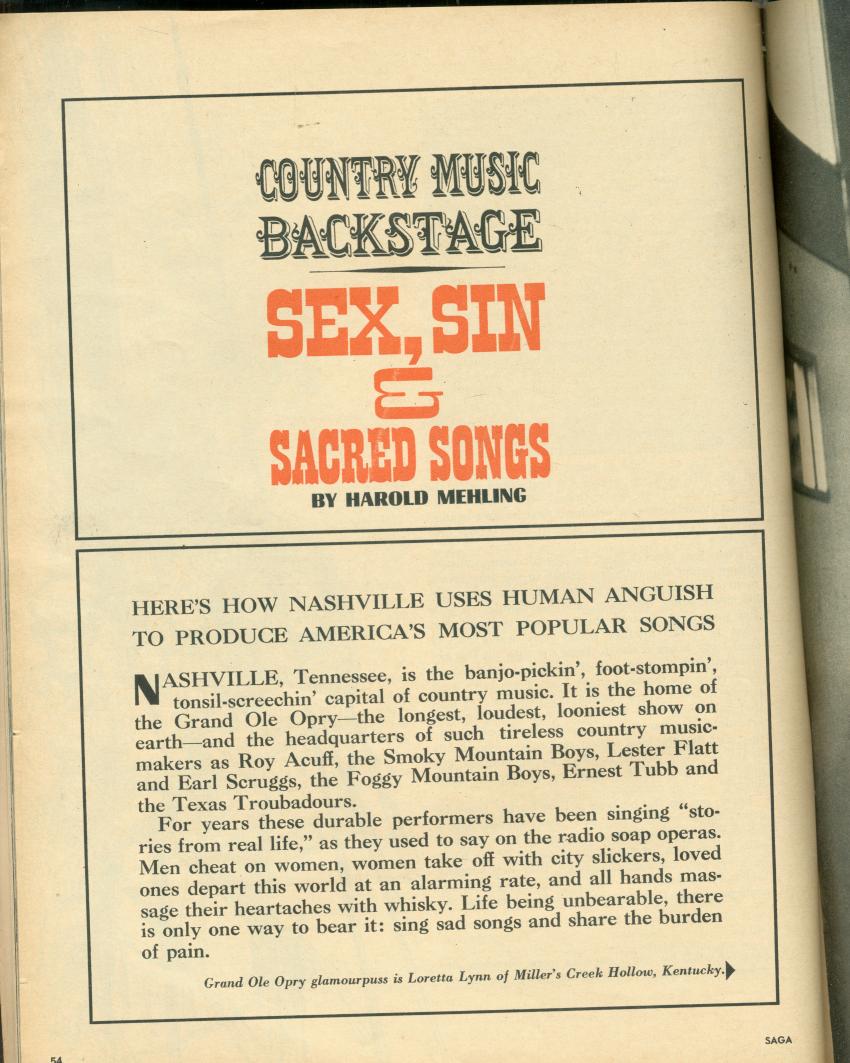 COUNTRY MUSIC
BACKSTAGE
SEX, SIN
&
SACRED SONGS
BY HAROLD MEHLING
HERE'S HOW NASHVILLE USES HUMAN ANGUISH
TO PRODUCE AMERICA'S MOST POPULAR SONGS
NASHVILLE, Tennessee, is the banjo-pickin', foot-stompin',
tonsil-screechin' capital of country music. It is the home of
the Grand Ole Opry—the longest, loudest, looniest show on
earth—and the headquarters of such tireless country music-
makers as Roy Acuff, the Smoky Mountain Boys, Lester Flatt
and Earl Scruggs, the Foggy Mountain Boys, Ernest Tubb and
the Texas Troubadours.
For years these durable performers have been singing "sto-
ries from real life," as they used to say on the radio soap operas.
Men cheat on women, women take off with city slickers, loved
ones depart this world at an alarming rate, and all hands mas-
sage their heartaches with whisky. Life being unbearable, there
is only one way to bear it: sing sad songs and share the burden
of pain.
Grand Ole Opry glamourpuss is Loretta Lynn of Miller's Creek Hollow, Kentucky.
SAGA
54